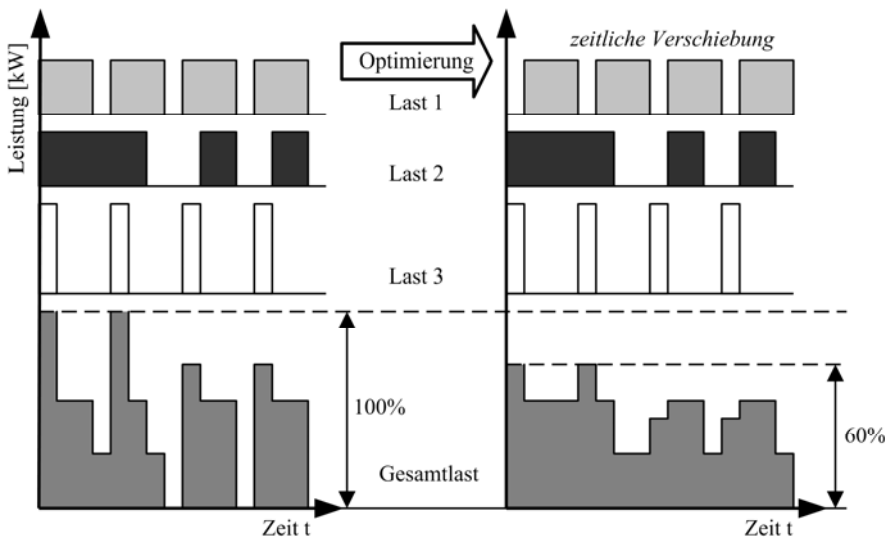 zeitliche Verschiebung
Optimierung
Leistung [kW]
Last 1
Last 2
Last 3
100%
60%
Gesamtlast
Zeit t
Zeit t